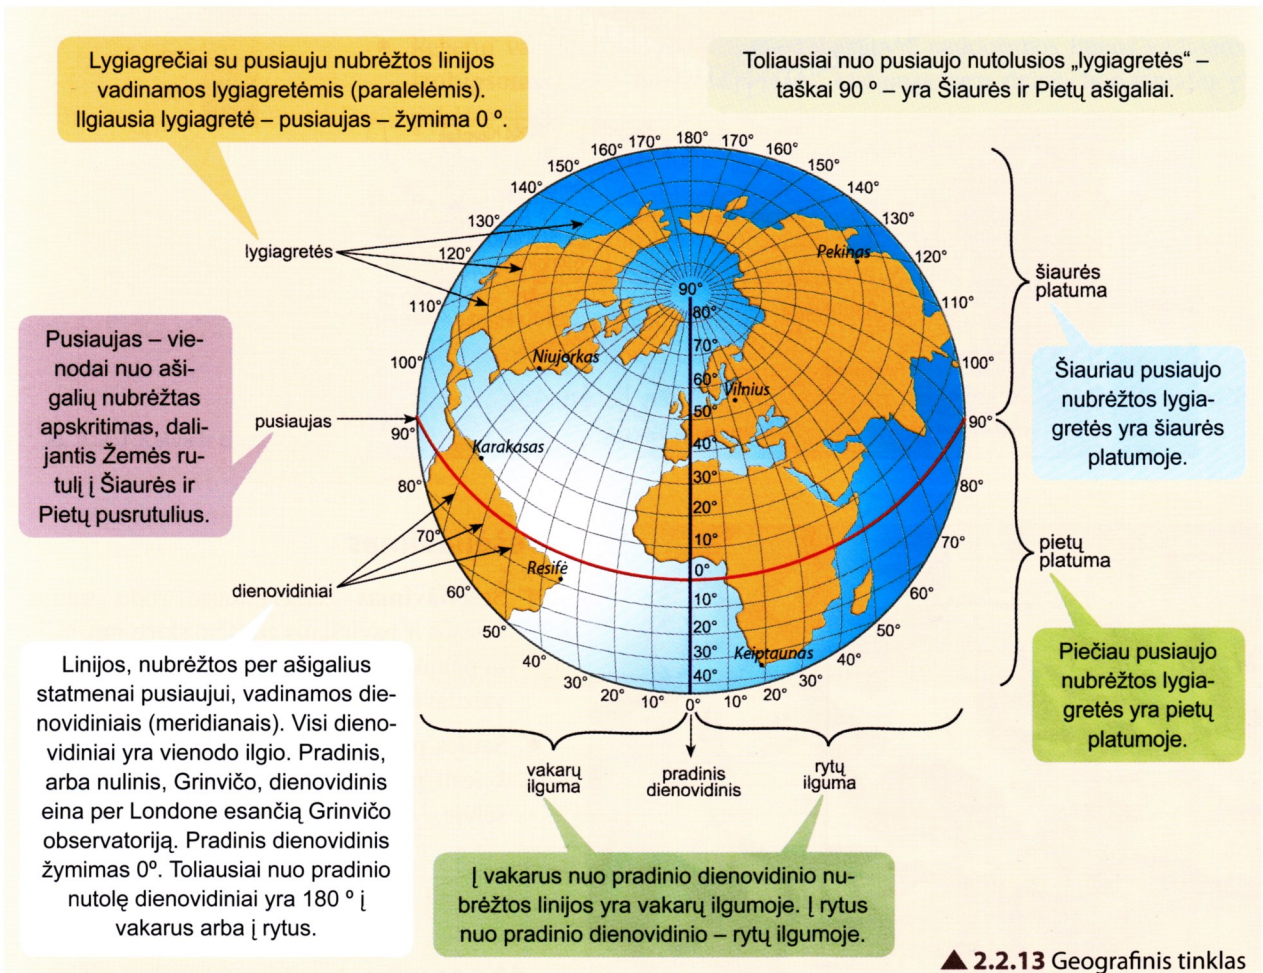 Lygiagrečiai su pusiauju nubrėžtos linijos
vadinamos lygiagretėmis (paralelėmis).
Ilgiausia lygiagretė – pusiaujas – žymima 0 º.
Toliausiai nuo pusiaujo nutolusios „lygiagretės“ –
taškai 90 º – yra Šiaurės ir Pietų ašigaliai.
180°
170°
170°
160°
160°
150°
150°
140°
140°
130°
130°
120°
120°
110°
110°
100°
100°
90°
90°
80°
80°
70°
70°
60°
60°
50°
50°
40°
40°
30°
30°
20°
20°
10°
10°
0°
90°
80°
70°
60°
50°
40°
30°
20°
10°
0°
10°
20°
30°
40°
lygiagretės
Pekinas
Niujorkas
Vilnius
Karakasas
Resifė
Keiptaunas
šiaurės
platuma
Pusiaujas – vie-
nodai nuo aši-
galių nubrėžtas
apskritimas, dali-
jantis Žemės ru-
tulį į Šiaurės ir
Pietų pusrutulius.
pusiaujas
Šiauriau pusiaujo
nubrėžtos lygia-
gretės yra šiaurės
platumoje.
pietų
platuma
dienovidiniai
Piečiau pusiaujo
nubrėžtos lygia-
gretės yra pietų
platumoje.
Linijos, nubrėžtos per ašigalius
statmenai pusiaujui, vadinamos die-
novidiniais (meridianais). Visi dieno-
vidiniai yra vienodo ilgio. Pradinis,
arba nulinis, Grinvičo, dienovidinis
eina per Londone esančią Grinvičo
observatoriją. Pradinis dienovidinis
žymimas 0º. Toliausiai nuo pradinio
nutolę dienovidiniai yra 180 º į
vakarus arba į rytus.
vakarų
ilguma
pradinis
dienovidinis
rytų
ilguma
Į vakarus nuo pradinio dienovidinio nu-
brėžtos linijos yra vakarų ilgumoje. Į rytus
nuo pradinio dienovidinio – rytų ilgumoje.
▲ 2.2.13 Geografinis tinklas